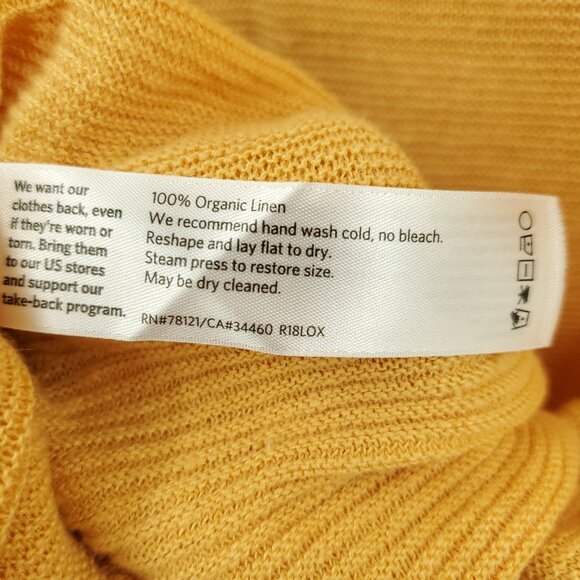 We want our
clothes back, even
if they're worn or
torn. Bring them
to our US stores
and support our
take-back program.
100% Organic Linen
We recommend hand wash cold, no bleach.
Reshape and lay flat to dry.
Steam press to restore size.
May be dry cleaned.
RN#78121/CA#34460 R18LOX